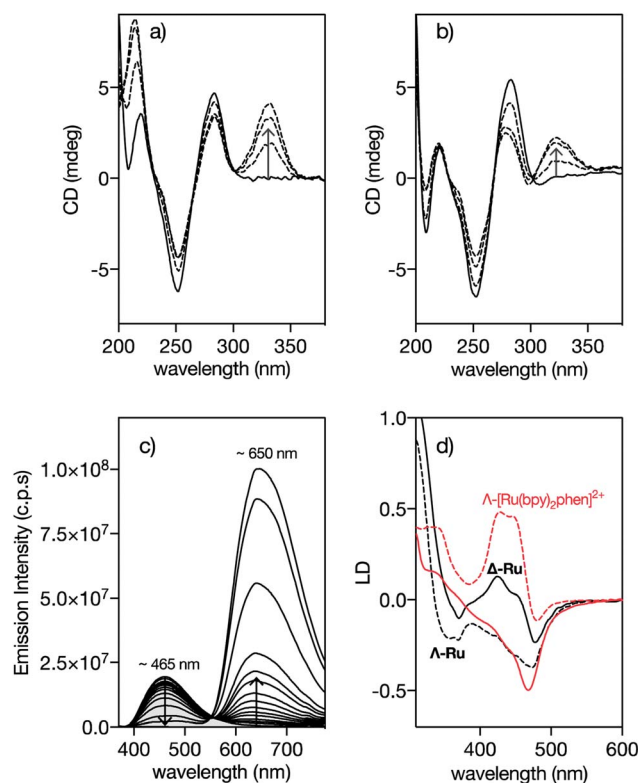 a)
CD (mdeg)
5
0
-5
200 250 300 350
wavelength (nm)
b)
CD (mdeg)
5
0
-5
200 250 300 350
wavelength (nm)
c)
Emission Intensity (c.p.s)
1.0×10⁸
7.5×10⁷
5.0×10⁷
2.5×10⁷
0.0
~ 650 nm
~ 465 nm
400 500 600 700
wavelength (nm)
d)
LD
1.0
0.5
0.0
-0.5
Λ-[Ru(bpy)₂phen]²⁺
Δ-Ru
Λ-Ru
400 500 600
wavelength (nm)